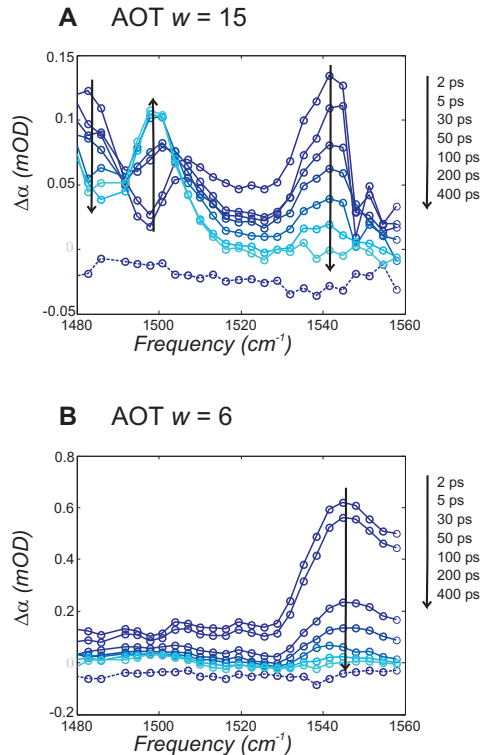 A AOT w = 15
0.15
0.1
0.05
0
-0.05
Δα (mOD)
1480 1500 1520 1540 1560
Frequency (cm-1)
2 ps
5 ps
30 ps
50 ps
100 ps
200 ps
400 ps
B AOT w = 6
0.8
0.6
0.4
0.2
0
-0.2
Δα (mOD)
1480 1500 1520 1540 1560
Frequency (cm-1)
2 ps
5 ps
30 ps
50 ps
100 ps
200 ps
400 ps